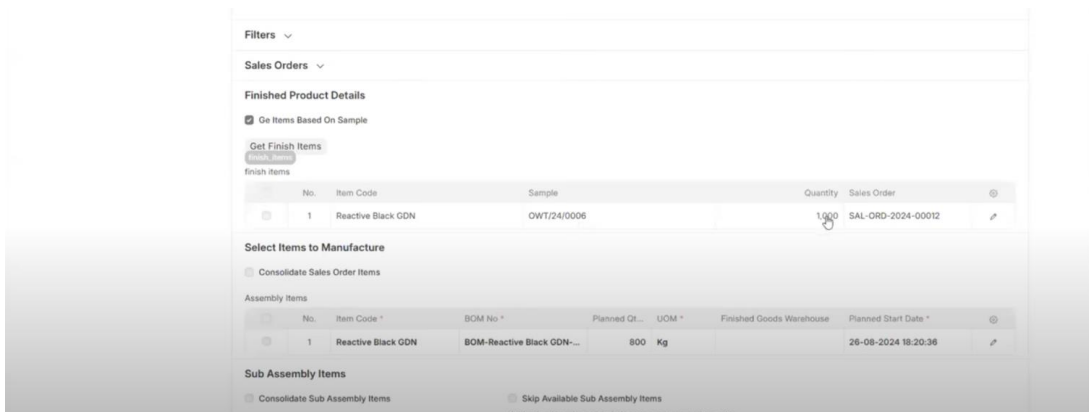 Filters
Sales Orders
Finished Product Details
Ge Items Based On Sample
Get Finish Items
finish_items
finish items
No. Item Code Sample Quantity Sales Order
1 Reactive Black GDN OWT/24/0006 1,000 SAL-ORD-2024-00012
Select Items to Manufacture
Consolidate Sales Order Items
Assembly Items
No. Item Code * BOM No * Planned Qt... UOM * Finished Goods Warehouse Planned Start Date *
1 Reactive Black GDN BOM-Reactive Black GDN-... 800 Kg 26-08-2024 18:20:36
Sub Assembly Items
Consolidate Sub Assembly Items Skip Available Sub Assembly Items